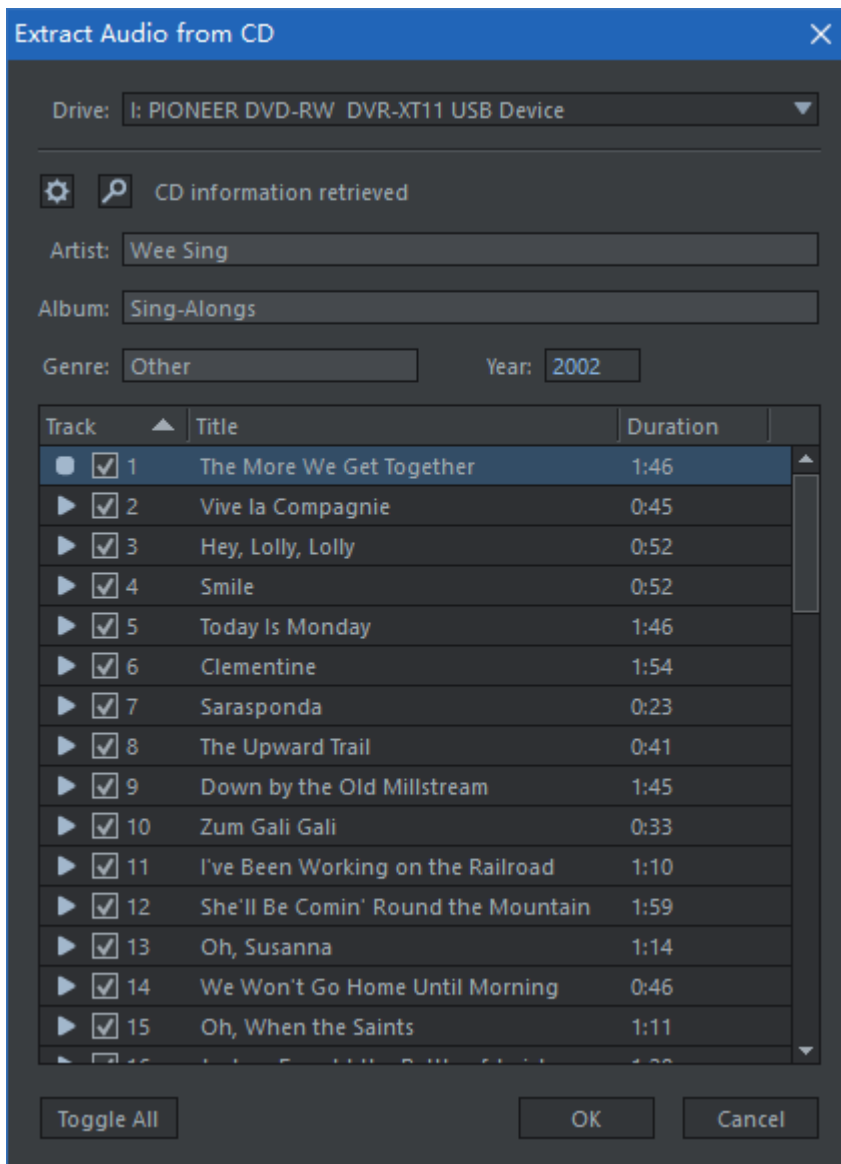 Extract Audio from CD
Drive: I: PIONEER DVD-RW DVR-XT11 USB Device
CD information retrieved
Artist: Wee Sing
Album: Sing-Alongs
Genre: Other Year: 2002
Track Title Duration
1 The More We Get Together 1:46
2 Vive la Compagnie 0:45
3 Hey, Lolly, Lolly 0:52
4 Smile 0:52
5 Today Is Monday 1:46
6 Clementine 1:54
7 Sarasponda 0:23
8 The Upward Trail 0:41
9 Down by the Old Millstream 1:45
10 Zum Gali Gali 0:33
11 I've Been Working on the Railroad 1:10
12 She'll Be Comin' Round the Mountain 1:59
13 Oh, Susanna 1:14
14 We Won't Go Home Until Morning 0:46
15 Oh, When the Saints 1:11
Toggle All OK Cancel